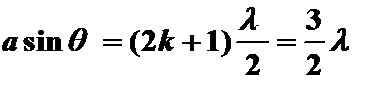 a sin θ = (2k + 1) λ/2 = 3/2 λ